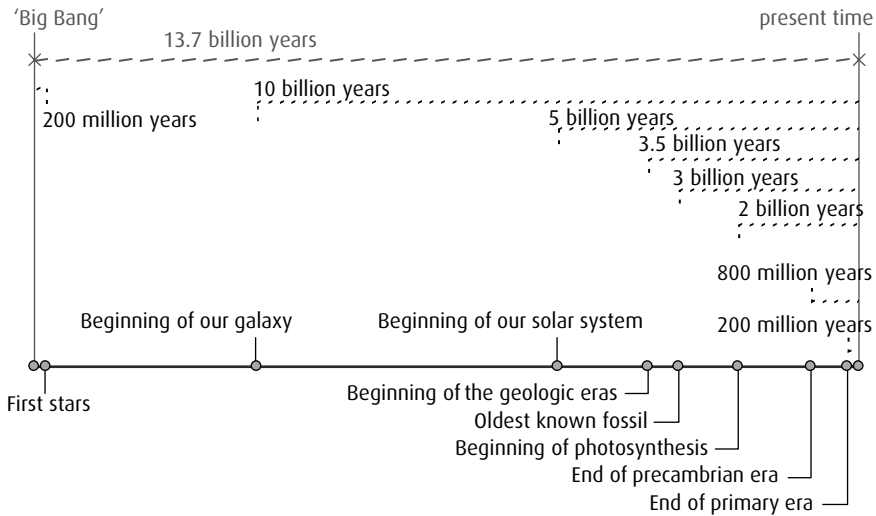 ‘Big Bang’
present time
13.7 billion years
10 billion years
200 million years
5 billion years
3.5 billion years
3 billion years
2 billion years
800 million years
200 million years
Beginning of our galaxy
Beginning of our solar system
First stars
Beginning of the geologic eras
Oldest known fossil
Beginning of photosynthesis
End of precambrian era
End of primary era